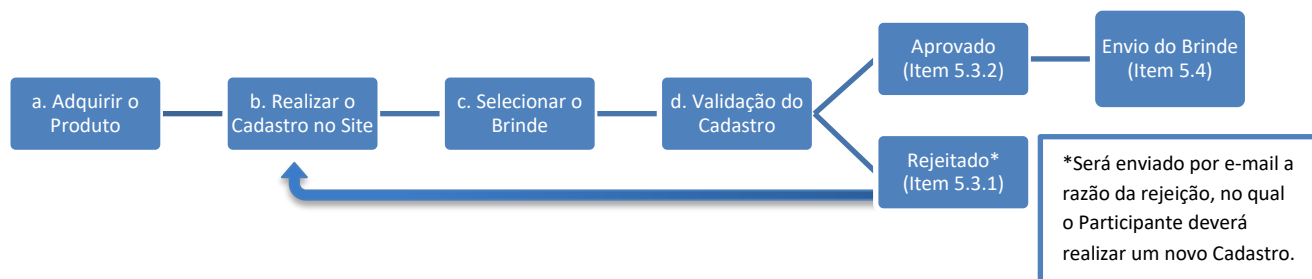 a. Adquirir o
Produto
b. Realizar o
Cadastro no Site
c. Selecionar o
Brinde
d. Validação do
Cadastro
Aprovado
(Item 5.3.2)
Envio do Brinde
(Item 5.4)
Rejeitado*
(Item 5.3.1)
*Será enviado por e-mail a
razão da rejeição, no qual
o Participante deverá
realizar um novo Cadastro.